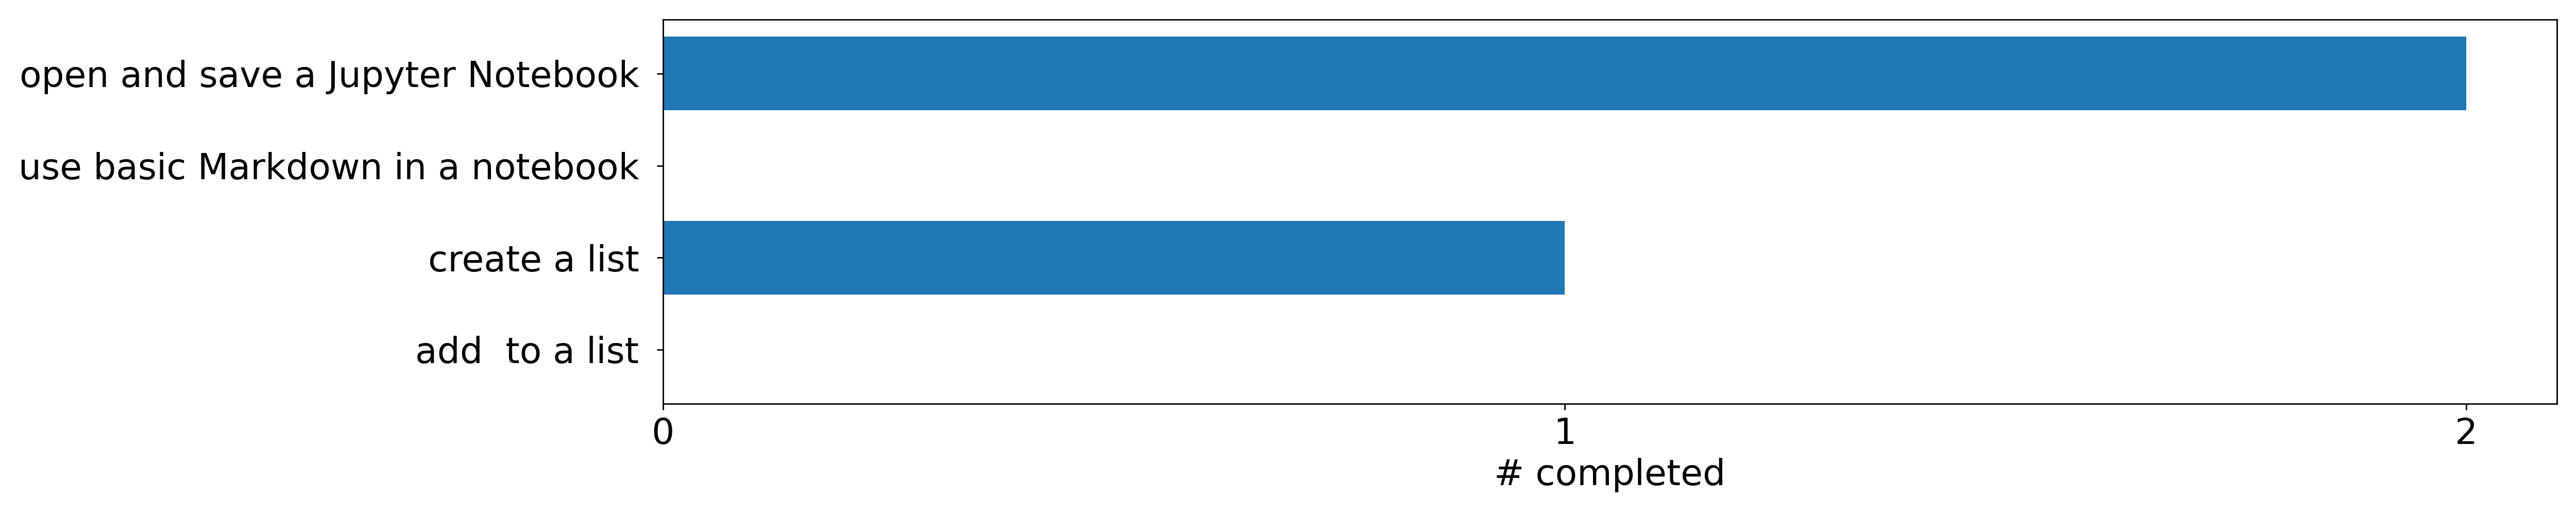 open and save a Jupyter Notebook
use basic Markdown in a notebook
create a list
add  to a list
0 1 2
# completed